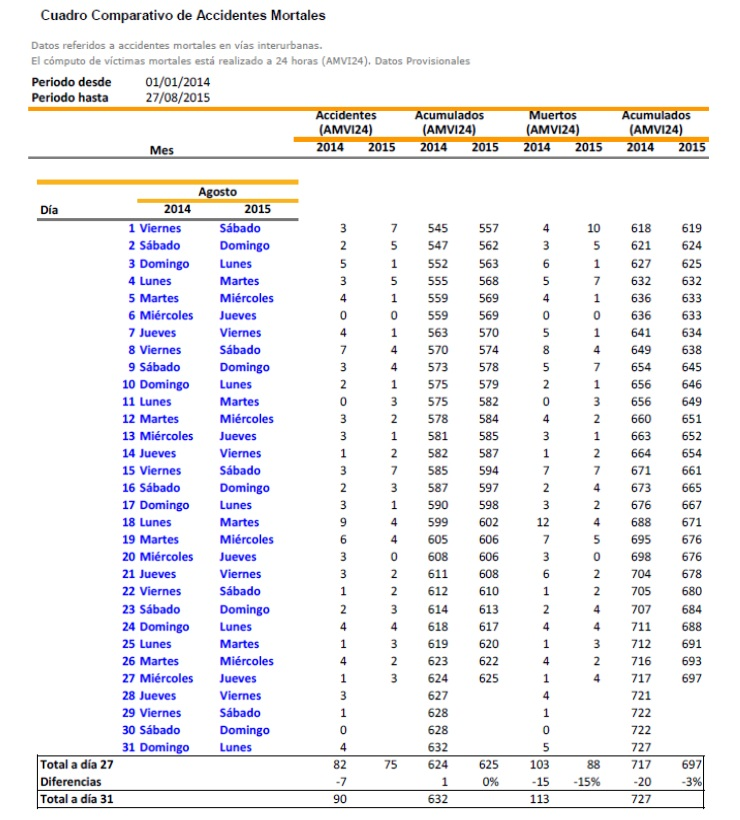 Cuadro Comparativo de Accidentes Mortales
Datos referidos a accidentes mortales en vías interurbanas.
El cómputo de víctimas mortales está realizado a 24 horas (AMVI24). Datos Provisionales
Periodo desde 01/01/2014
Periodo hasta 27/08/2015
Accidentes Acumulados Muertos Acumulados
(AMVI24) (AMVI24) (AMVI24) (AMVI24)
Mes 2014 2015 2014 2015 2014 2015 2014 2015
Agosto
Día 2014 2015
1 Viernes Sábado 3 7 545 557 4 10 618 619
2 Sábado Domingo 2 5 547 562 3 5 621 624
3 Domingo Lunes 5 1 552 563 6 1 627 625
4 Lunes Martes 3 5 555 568 5 7 632 632
5 Martes Miércoles 4 1 559 569 4 1 636 633
6 Miércoles Jueves 0 0 559 569 0 0 636 633
7 Jueves Viernes 4 1 563 570 5 1 641 634
8 Viernes Sábado 7 4 570 574 8 4 649 638
9 Sábado Domingo 3 4 573 578 5 7 654 645
10 Domingo Lunes 2 1 575 579 2 1 656 646
11 Lunes Martes 0 3 575 582 0 3 656 649
12 Martes Miércoles 3 2 578 584 4 2 660 651
13 Miércoles Jueves 3 1 581 585 3 1 663 652
14 Jueves Viernes 1 2 582 587 1 2 664 654
15 Viernes Sábado 3 7 585 594 7 7 671 661
16 Sábado Domingo 2 3 587 597 2 4 673 665
17 Domingo Lunes 3 1 590 598 3 2 676 667
18 Lunes Martes 9 4 599 602 12 4 688 671
19 Martes Miércoles 6 4 605 606 7 5 695 676
20 Miércoles Jueves 3 0 608 606 3 0 698 676
21 Jueves Viernes 3 2 611 608 6 2 704 678
22 Viernes Sábado 1 2 612 610 1 2 705 680
23 Sábado Domingo 2 3 614 613 2 4 707 684
24 Domingo Lunes 4 4 618 617 4 4 711 688
25 Lunes Martes 1 3 619 620 1 3 712 691
26 Martes Miércoles 4 2 623 622 4 2 716 693
27 Miércoles Jueves 1 3 624 625 1 4 717 697
28 Jueves Viernes 3 627 4 721
29 Viernes Sábado 1 628 1 722
30 Sábado Domingo 0 628 0 722
31 Domingo Lunes 4 632 5 727
Total a día 27 82 75 624 625 103 88 717 697
Diferencias -7 1 0% -15 -15% -20 -3%
Total a día 31 90 632 113 727